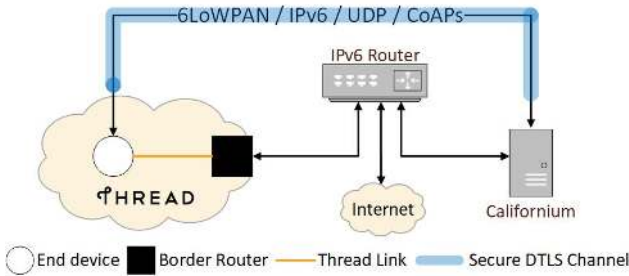 6LoWPAN / IPv6 / UDP / CoAPs
IPv6 Router
THREAD
Internet
Californium
End device
Border Router
Thread Link
Secure DTLS Channel